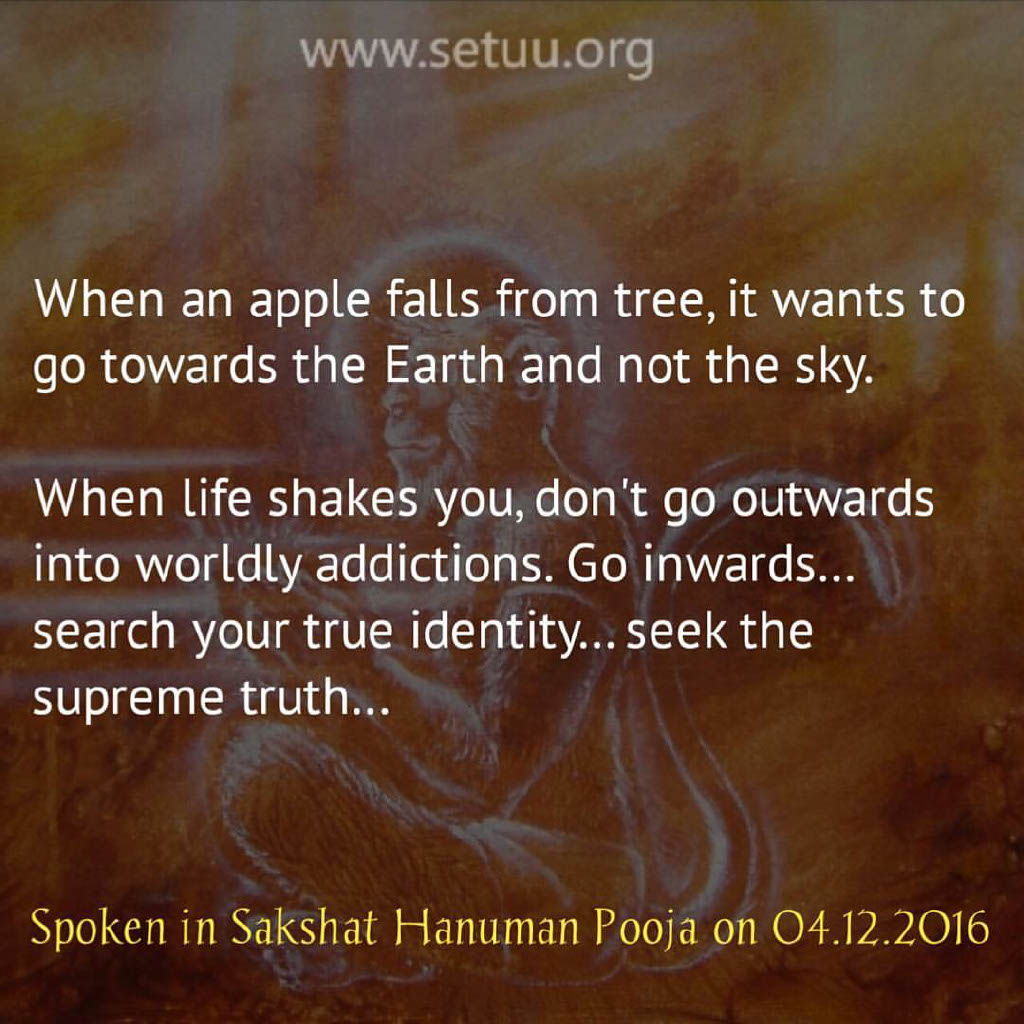 www.setuu.org
When an apple falls from tree, it wants to
go towards the Earth and not the sky.
When life shakes you, don't go outwards
into worldly addictions. Go inwards...
search your true identity... seek the
supreme truth...
Spoken in Sakshat Hanuman Pooja on 04.12.2016